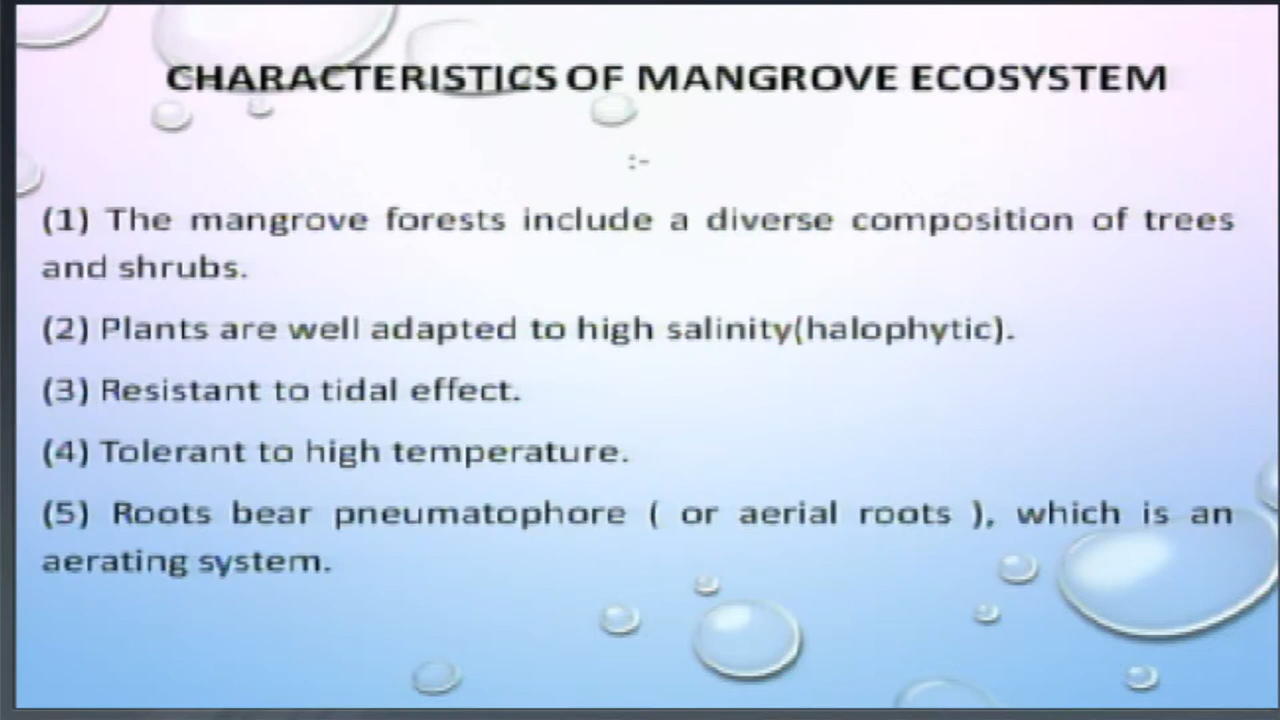 CHARACTERISTICS OF MANGROVE ECOSYSTEM
:-
(1) The mangrove forests include a diverse composition of trees
and shrubs.
(2) Plants are well adapted to high salinity(halophytic).
(3) Resistant to tidal effect.
(4) Tolerant to high temperature.
(5) Roots bear pneumatophore ( or aerial roots ), which is an
aerating system.